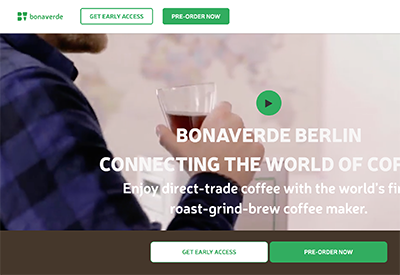 bonaverde
GET EARLY ACCESS
PRE-ORDER NOW
BONAVERDE BERLIN
CONNECTING THE WORLD OF COF
Enjoy direct-trade coffee with the world's fi
roast-grind-brew coffee maker.
GET EARLY ACCESS
PRE-ORDER NOW